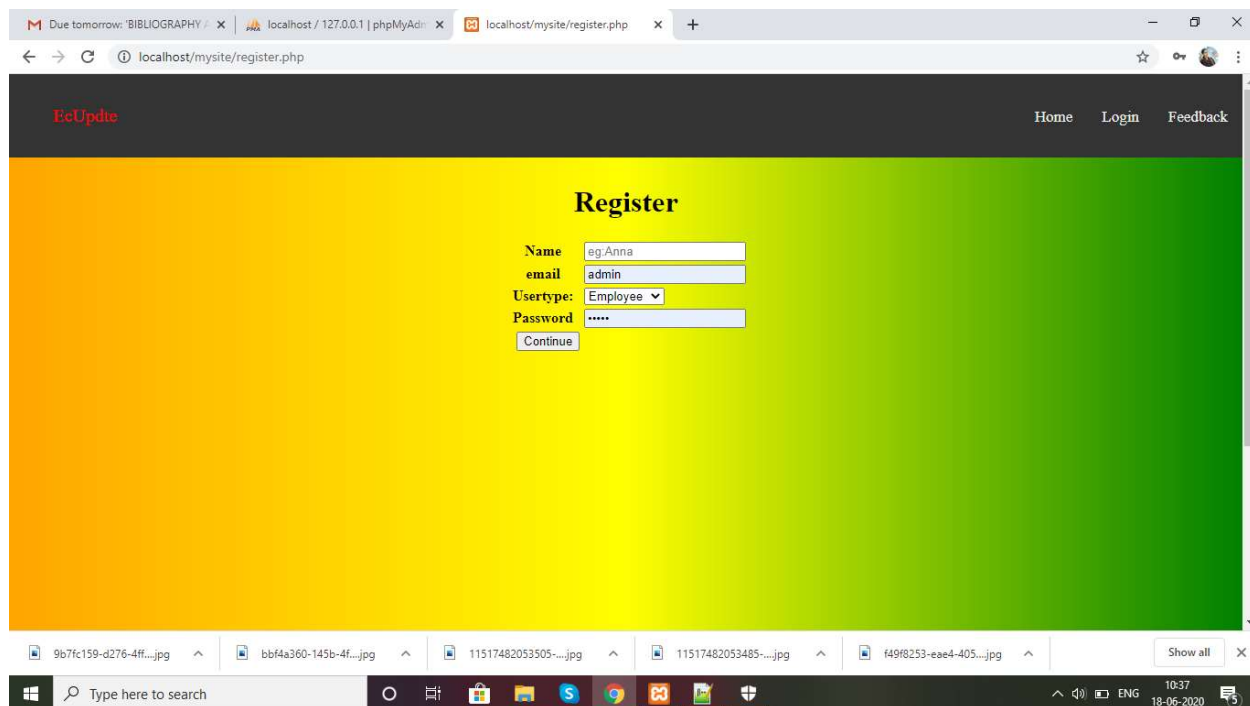 Due tomorrow: 'BIBLIOGRAPHY A
localhost / 127.0.0.1 | phpMyAdm
localhost/mysite/register.php
localhost/mysite/register.php
EcUpdte
Home Login Feedback
Register
Name eg:Anna
email admin
Usertype: Employee
Password •••••
Continue
9b7fc159-d276-4ff....jpg
bbf4a360-145b-4f....jpg
11517482053505-....jpg
11517482053485-....jpg
f49f8253-eae4-405....jpg
Show all
Type here to search
ENG
10:37
18-06-2020
5